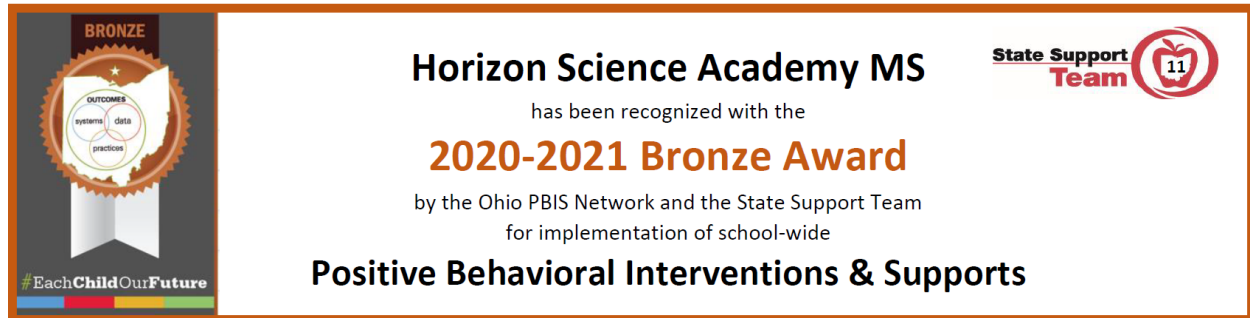 BRONZE
OUTCOMES
systems data
practices
#EachChildOurFuture
Horizon Science Academy MS
has been recognized with the
2020-2021 Bronze Award
by the Ohio PBIS Network and the State Support Team
for implementation of school-wide
Positive Behavioral Interventions & Supports
State Support
Team
11